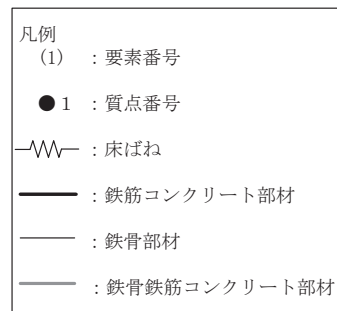 凡例
(1) :要素番号
● 1 :質点番号
:床ばね
:鉄筋コンクリート部材
:鉄骨部材
:鉄骨鉄筋コンクリート部材